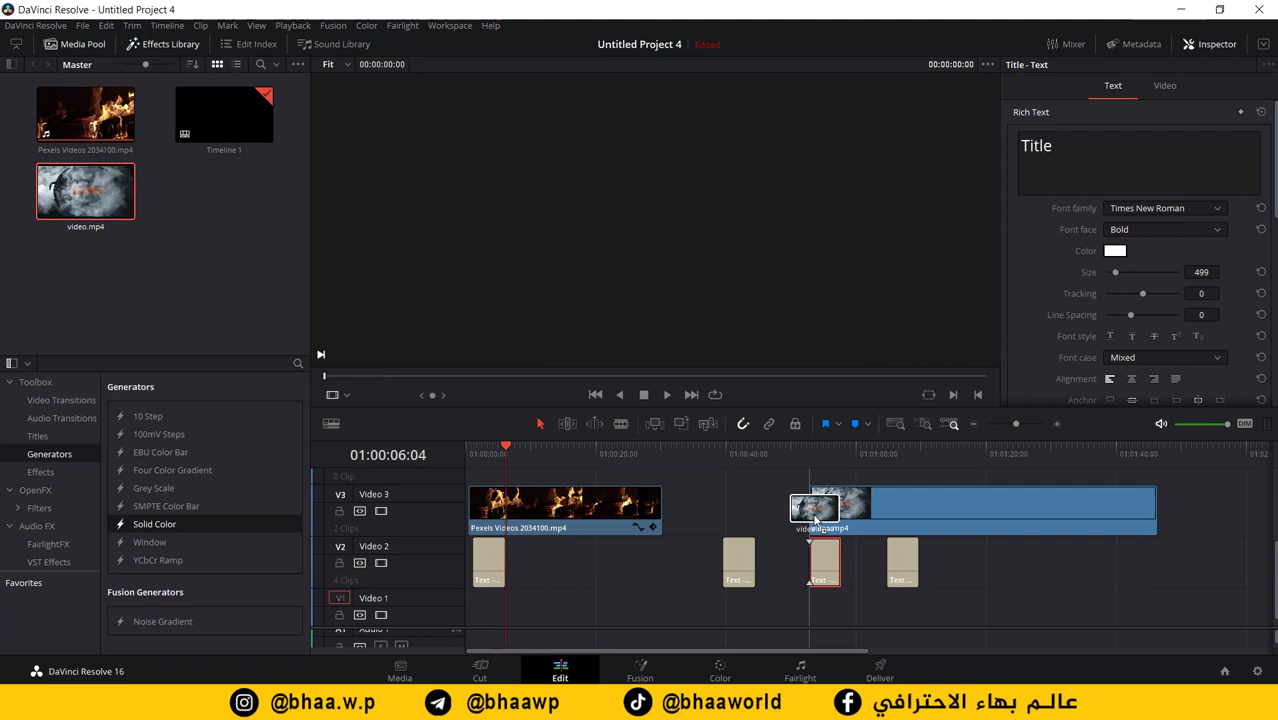 DaVinci Resolve - Untitled Project 4
DaVinci Resolve File Edit Trim Timeline Clip Mark View Playback Fusion Color Fairlight Workspace Help
Media Pool Effects Library Edit Index Sound Library
Untitled Project 4 Edited
Mixer Metadata Inspector
Master
Fit 00:00:00:00
00:00:00:00
Title - Text
Text Video
Rich Text
Title
Pexels Videos 2034100.mp4
Timeline 1
video.mp4
Font family Times New Roman
Font face Bold
Color
Size 499
Tracking 0
Line Spacing 0
Font style
Font case Mixed
Alignment
Anchor
Toolbox
Video Transitions
Audio Transitions
Titles
Generators
Effects
OpenFX
Filters
Audio FX
FairlightFX
VST Effects
Favorites
Generators
10 Step
100mV Steps
EBU Color Bar
Four Color Gradient
Grey Scale
SMPTE Color Bar
Solid Color
Window
YCbCr Ramp
Fusion Generators
Noise Gradient
DIM
01:00:06:04
01:00:00:00 01:00:20:00 01:00:40:00 01:01:00:00 01:01:20:00 01:01:40:00
0 Clip
V3 Video 3
2 Clips
Pexels Videos 2034100.mp4
V2 Video 2
4 Clips
Text -... Text -... Text -... Text ...
V1 Video 1
A1 Audio 1
DaVinci Resolve 16
Media Cut Edit Fusion Color Fairlight Deliver
@bhaa.w.p @bhaawp @bhaaworld عالم بهاء الاحترافي